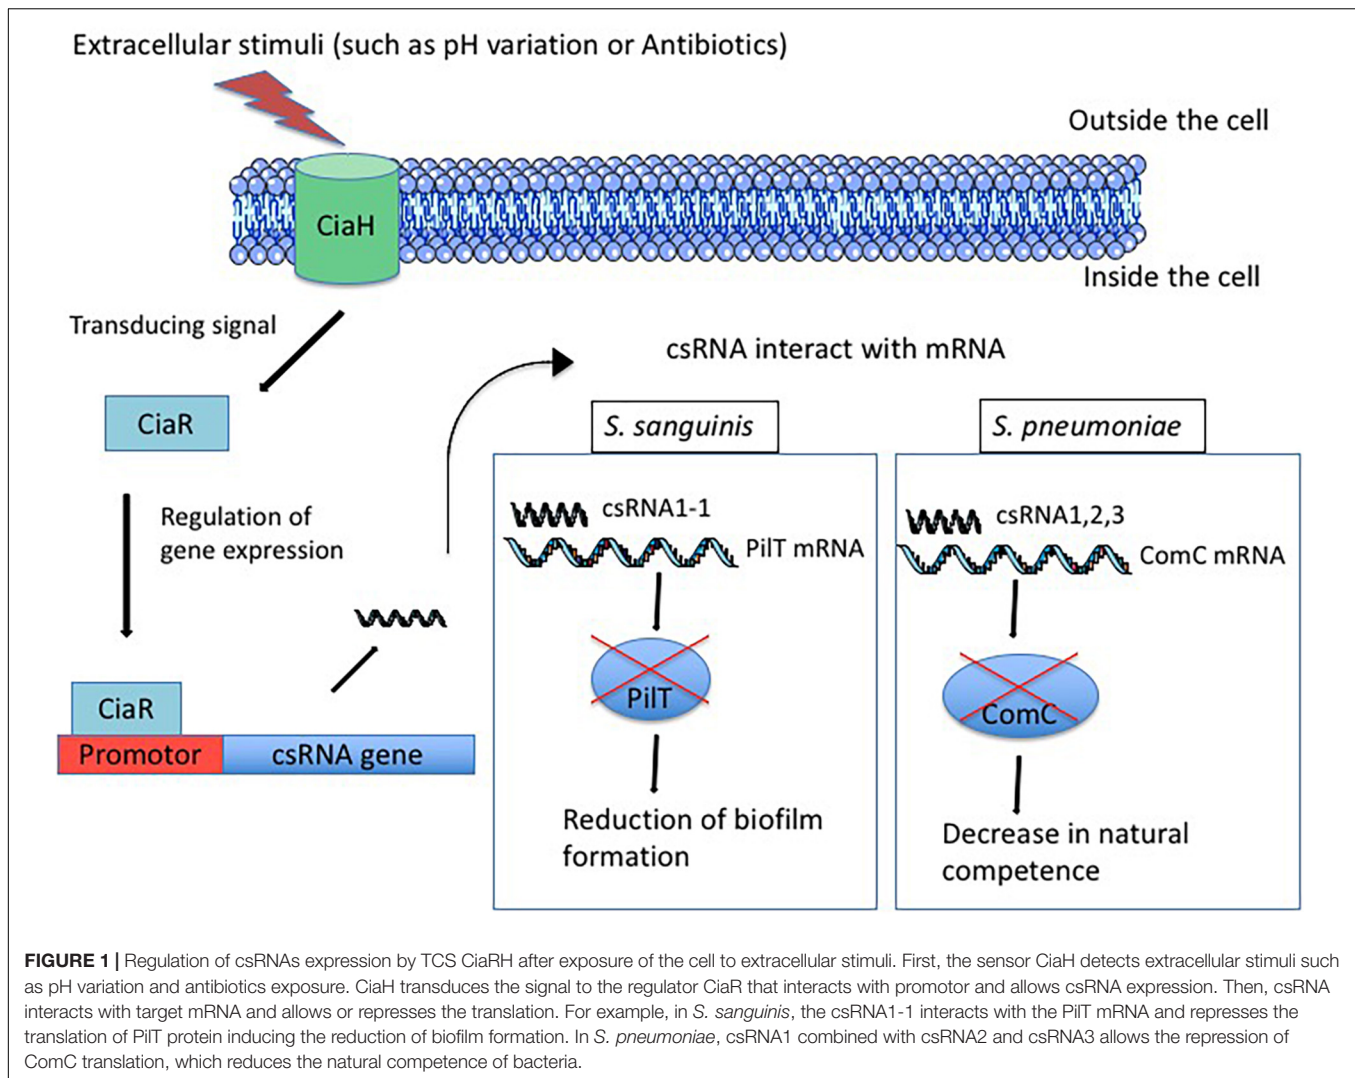 Extracellular stimuli (such as pH variation or Antibiotics)
Outside the cell
CiaH
Inside the cell
Transducing signal
csRNA interact with mRNA
CiaR
S. sanguinis
S. pneumoniae
Regulation of
gene expression
csRNA1-1
PilT mRNA
csRNA1,2,3
ComC mRNA
PilT
ComC
CiaR
Promotor
csRNA gene
Reduction of biofilm
formation
Decrease in natural
competence
FIGURE 1 | Regulation of csRNAs expression by TCS CiaRH after exposure of the cell to extracellular stimuli. First, the sensor CiaH detects extracellular stimuli such
as pH variation and antibiotics exposure. CiaH transduces the signal to the regulator CiaR that interacts with promotor and allows csRNA expression. Then, csRNA
interacts with target mRNA and allows or represses the translation. For example, in S. sanguinis, the csRNA1-1 interacts with the PilT mRNA and represses the
translation of PilT protein inducing the reduction of biofilm formation. In S. pneumoniae, csRNA1 combined with csRNA2 and csRNA3 allows the repression of
ComC translation, which reduces the natural competence of bacteria.